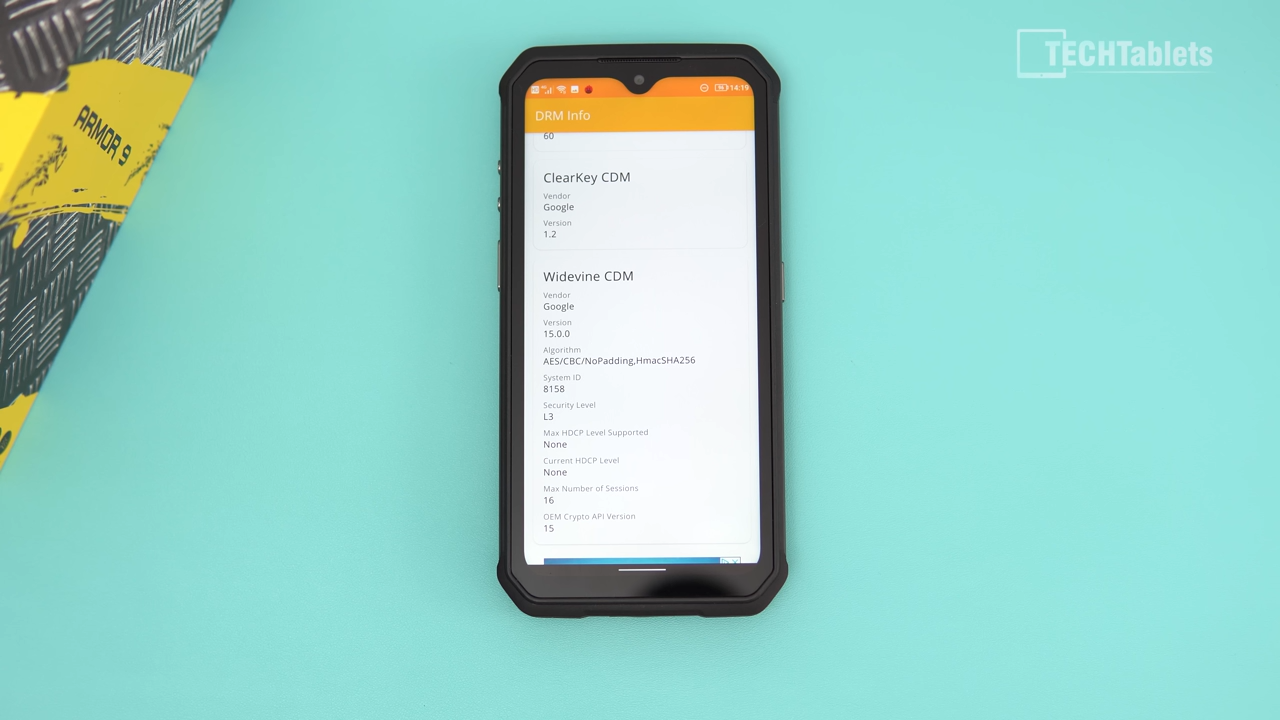 TECHTablets
ARMOR 9
14:19
DRM Info
60
ClearKey CDM
Vendor
Google
Version
1.2
Widevine CDM
Vendor
Google
Version
15.0.0
Algorithm
AES/CBC/NoPadding,HmacSHA256
System ID
8158
Security Level
L3
Max HDCP Level Supported
None
Current HDCP Level
None
Max Number of Sessions
16
OEM Crypto API Version
15